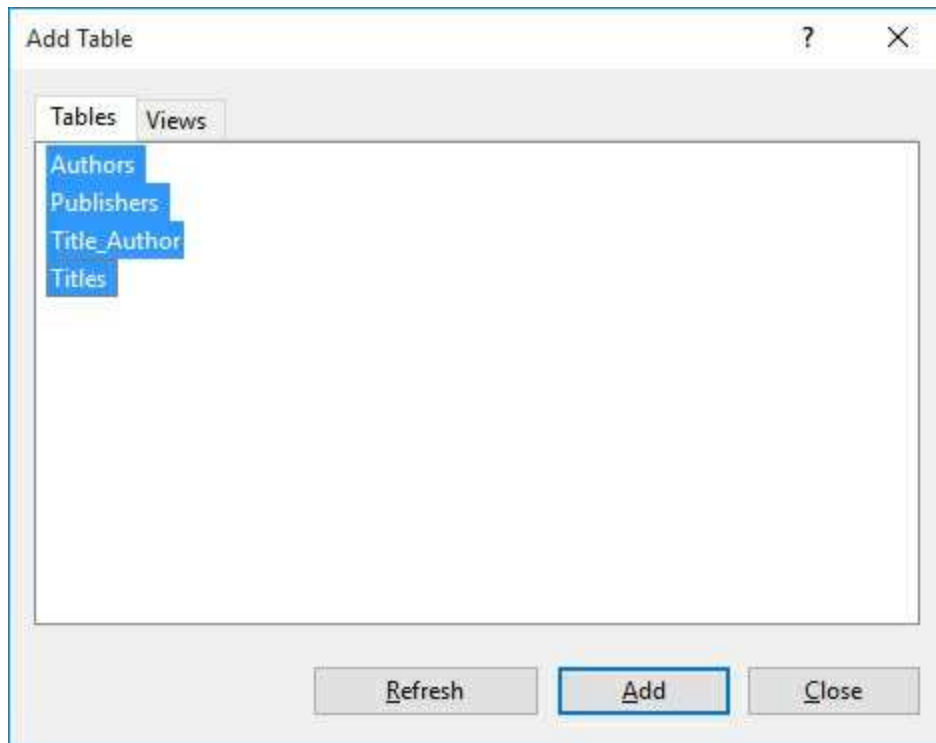 Add Table
?
Tables Views
Authors
Publishers
Title_Author
Titles
Refresh Add Close